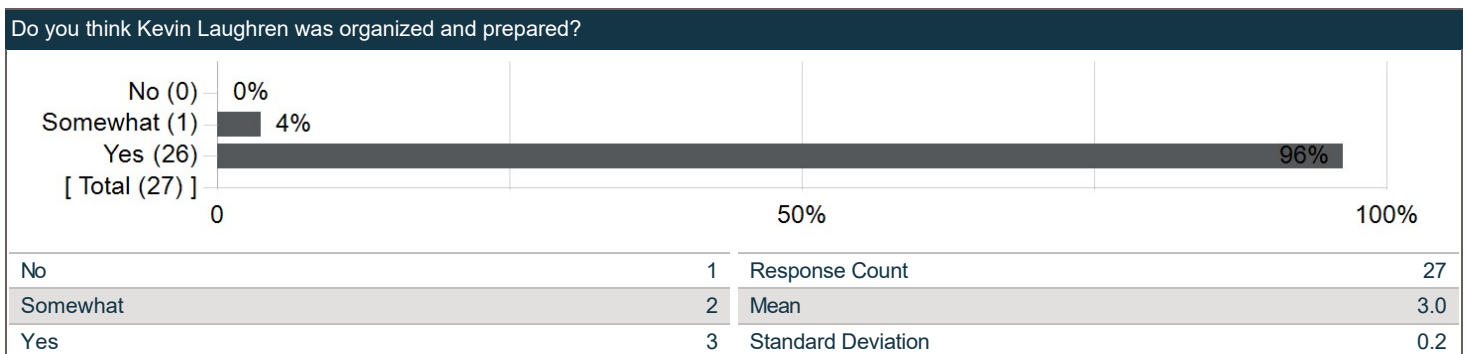 Do you think Kevin Laughren was organized and prepared?
No (0) 0%
Somewhat (1) 4%
Yes (26) 96%
[ Total (27) ]
0 50% 100%
No 1 Response Count 27
Somewhat 2 Mean 3.0
Yes 3 Standard Deviation 0.2